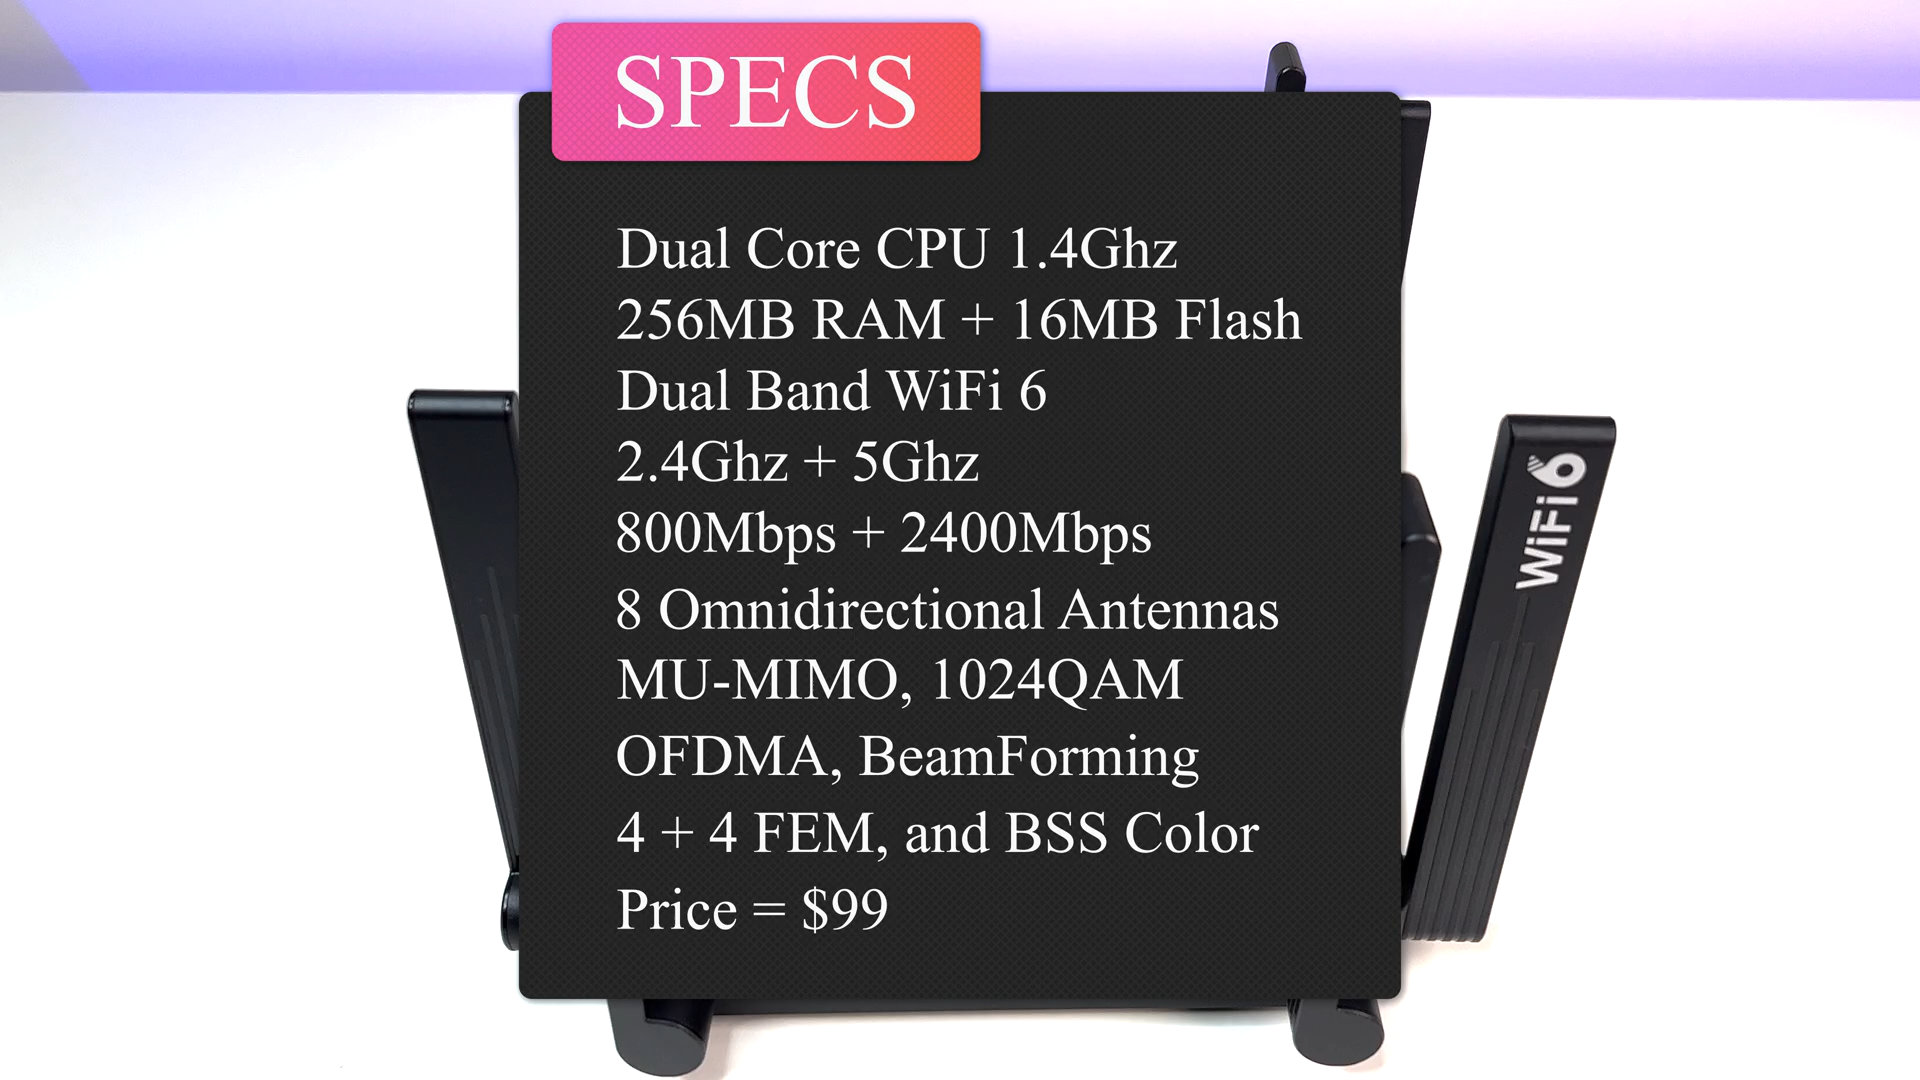 SPECS
Dual Core CPU 1.4Ghz
256MB RAM + 16MB Flash
Dual Band WiFi 6
2.4Ghz + 5Ghz
800Mbps + 2400Mbps
8 Omnidirectional Antennas
MU-MIMO, 1024QAM
OFDMA, BeamForming
4 + 4 FEM, and BSS Color
Price = $99
WiFi 6